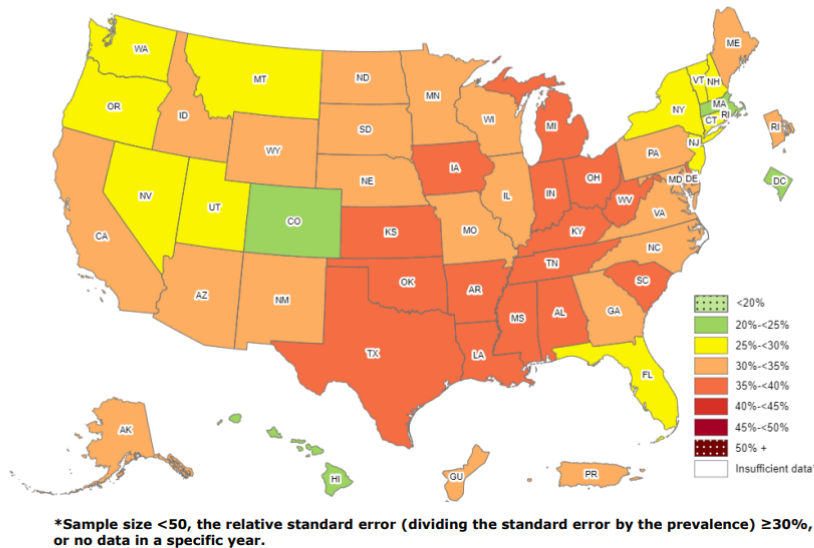 WA
MT
ND
MN
ME
VT
NH
OR
ID
WI
NY
MA
RI
CT
SD
MI
RI
WY
NJ
PA
IA
NE
OH
MD
DE
DC
NV
IL
IN
WV
UT
CO
VA
CA
KS
MO
KY
NC
TN
OK
AR
SC
AZ
NM
MS
AL
GA
<20%
20%-<25%
25%-<30%
TX
LA
30%-<35%
FL
35%-<40%
40%-<45%
45%-<50%
AK
50% +
Insufficient data*
HI
GU
PR
*Sample size <50, the relative standard error (dividing the standard error by the prevalence) ≥30%,
or no data in a specific year.